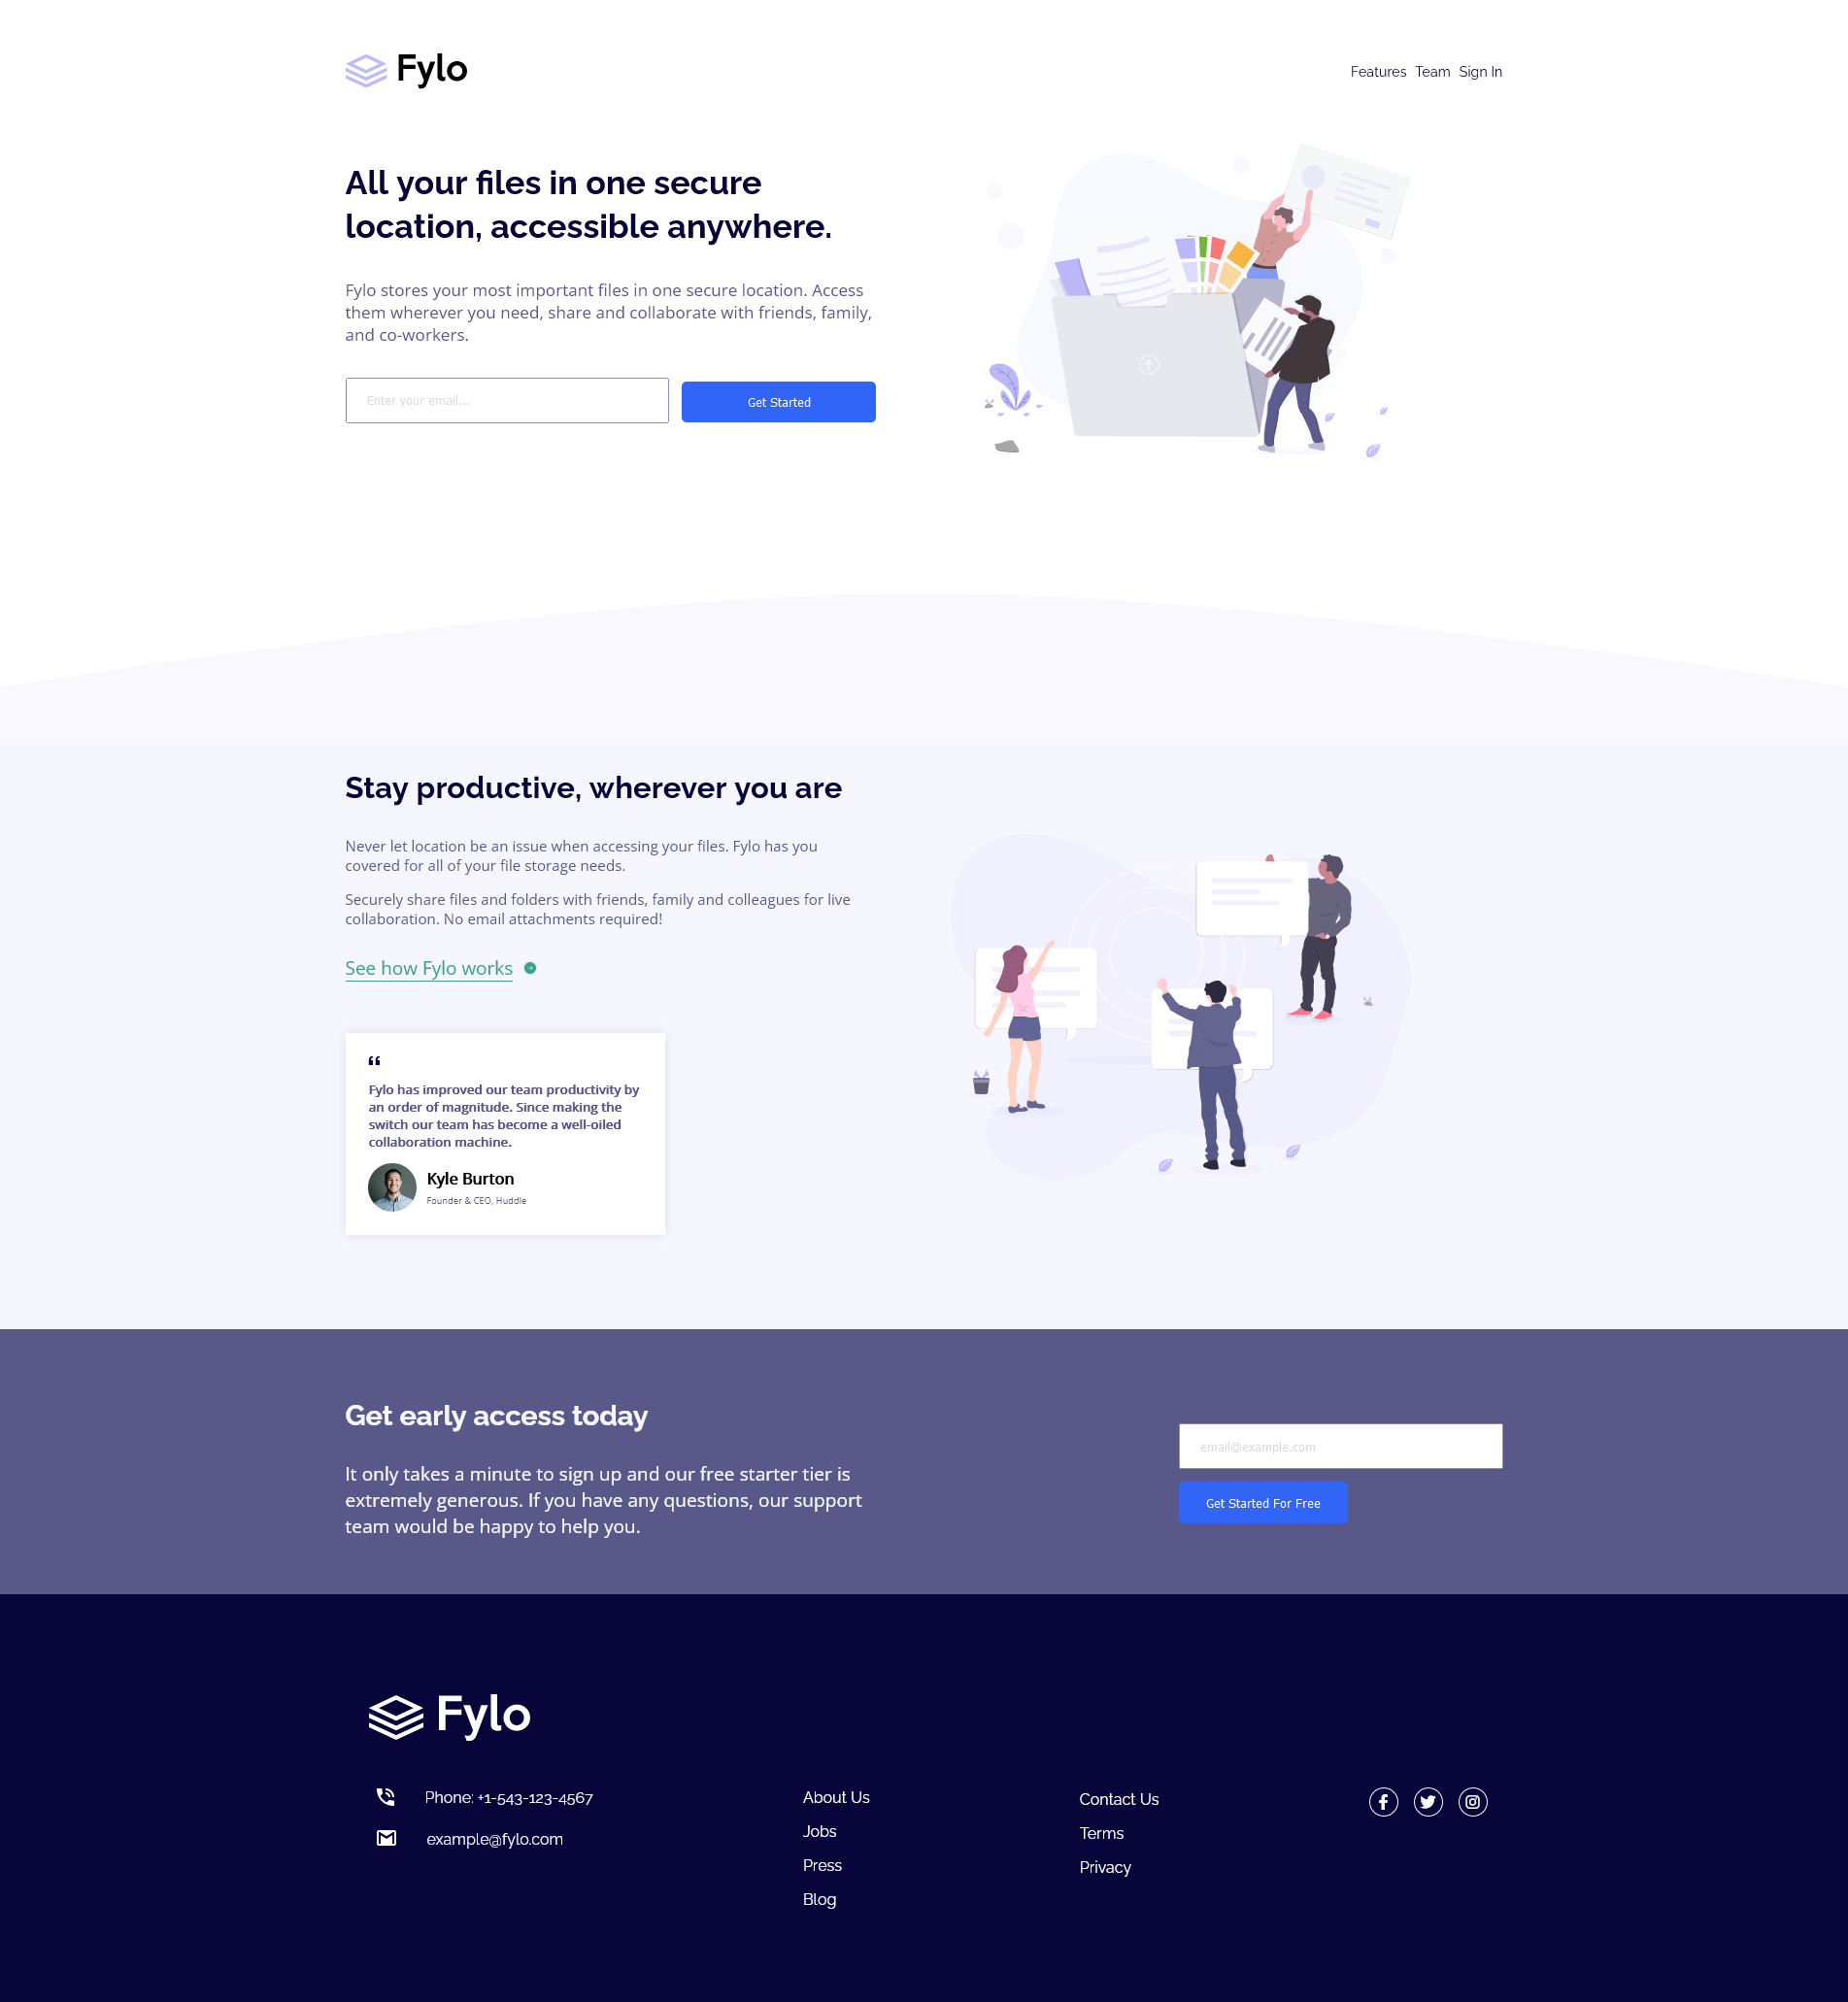 Fylo
Features Team Sign In
All your files in one secure
location, accessible anywhere.
Fylo stores your most important files in one secure location. Access
them wherever you need, share and collaborate with friends, family,
and co-workers.
Enter your email...
Get Started
Stay productive, wherever you are
Never let location be an issue when accessing your files. Fylo has you
covered for all of your file storage needs.
Securely share files and folders with friends, family and colleagues for live
collaboration. No email attachments required!
See how Fylo works
“
Fylo has improved our team productivity by
an order of magnitude. Since making the
switch our team has become a well-oiled
collaboration machine.
Kyle Burton
Founder & CEO, Huddle
Get early access today
It only takes a minute to sign up and our free starter tier is
extremely generous. If you have any questions, our support
team would be happy to help you.
email@example.com
Get Started For Free
Fylo
Phone: +1-543-123-4567
example@fylo.com
About Us
Jobs
Press
Blog
Contact Us
Terms
Privacy